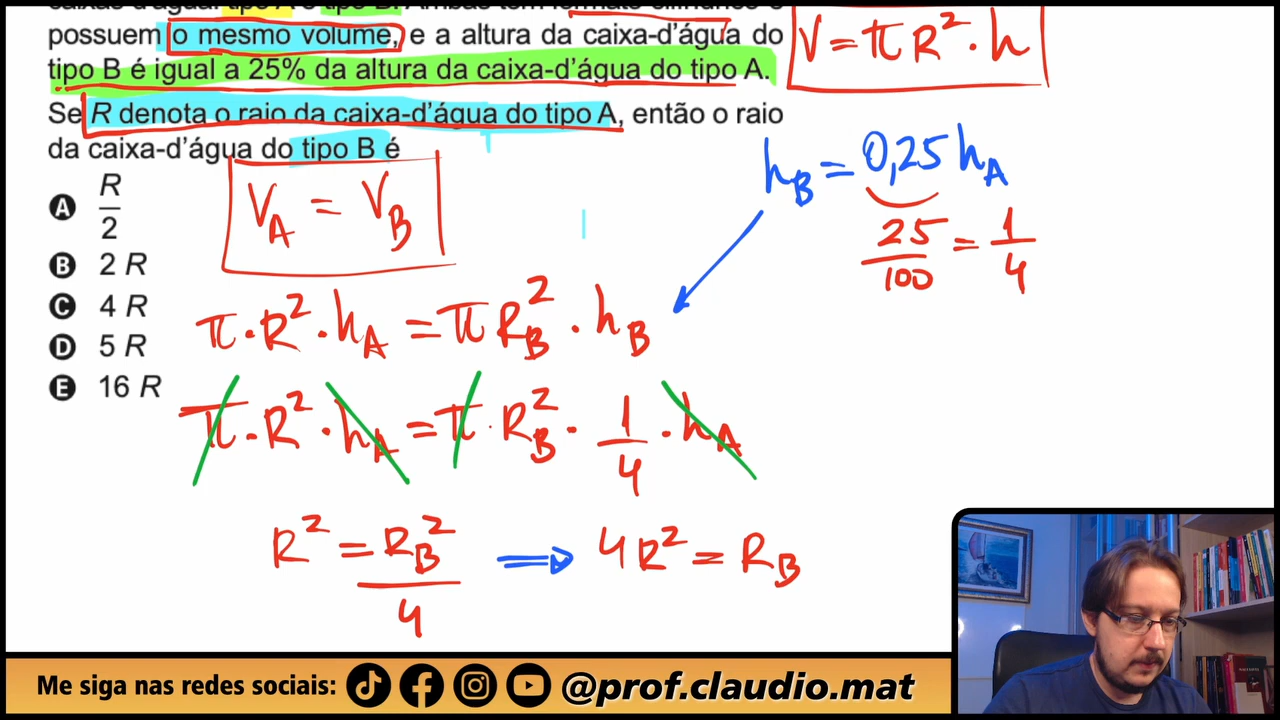 possuem o mesmo volume, e a altura da caixa-d'água do
tipo B é igual a 25% da altura da caixa-d'água do tipo A.
Se R denota o raio da caixa-d'água do tipo A, então o raio
da caixa-d'água do tipo B é
A R/2
B 2 R
C 4 R
D 5 R
E 16 R
V = πR² · h
V_A = V_B
h_B = 0,25 h_A
25/100 = 1/4
π · R² · h_A = π R_B² · h_B
π · R² · h_A = π · R_B² · 1/4 · h_A
R² = R_B²/4 ⇒ 4R² = R_B
Me siga nas redes sociais: @prof.claudio.mat